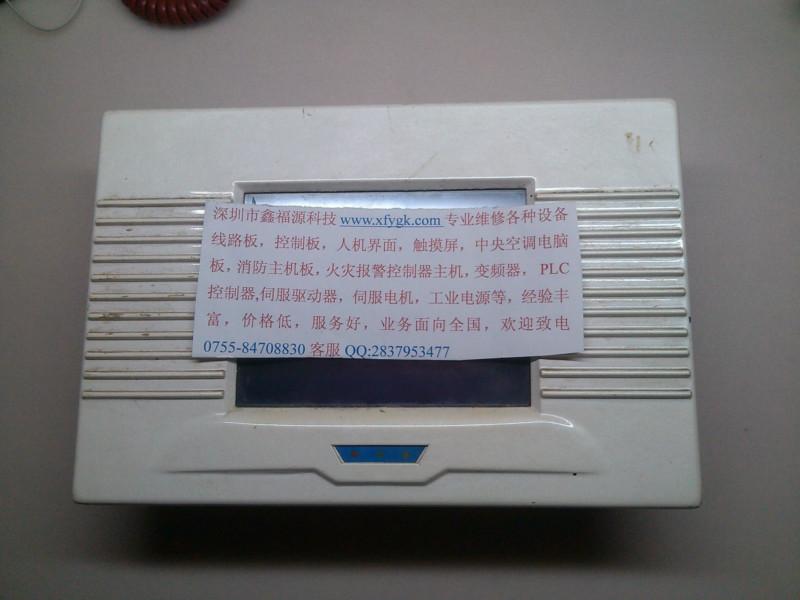 深圳市鑫福源科技 www.xfygk.com 专业维修各种设备
线路板，控制板，人机界面，触摸屏，中央空调电脑
板,消防主机板,火灾报警控制器主机,变频器， PLC
控制器,伺服驱动器，伺服电机，工业电源等，经验丰
富，价格低，服务好，业务面向全国，欢迎致电
0755-84708830 客服 QQ:2837953477